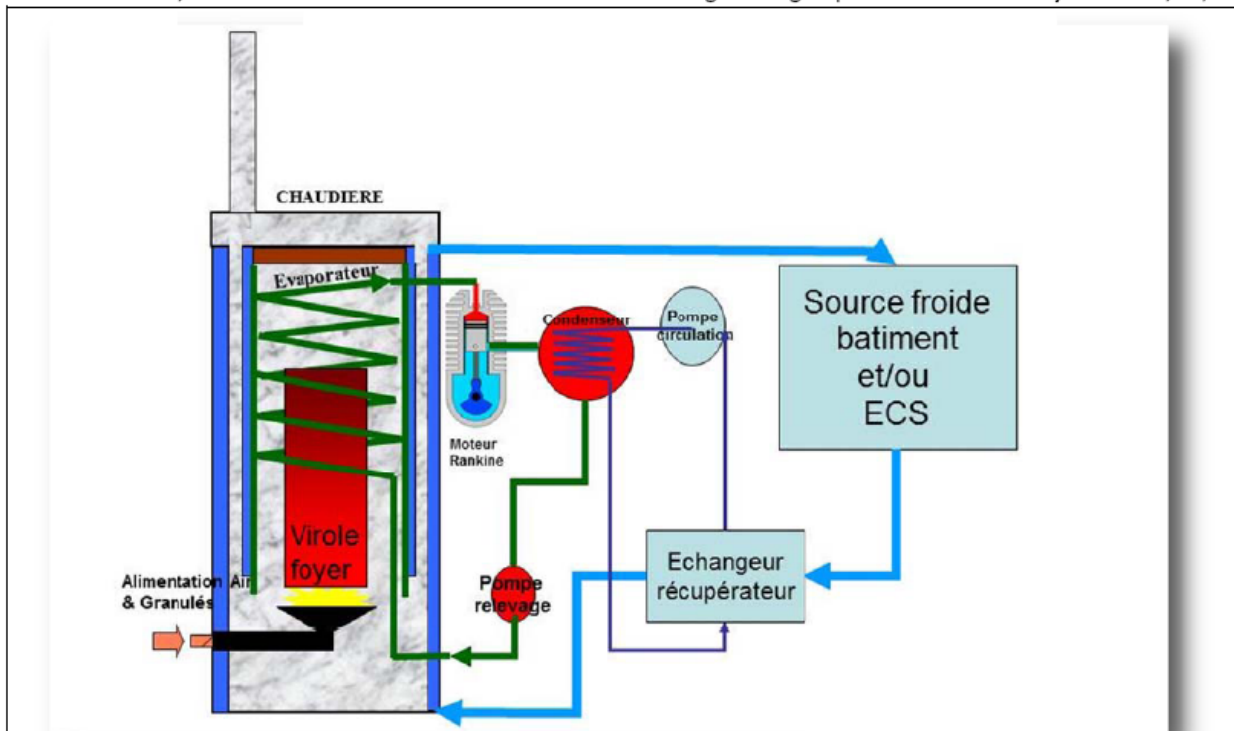 CHAUDIERE
Evaporateur
Condenseur
Pompe
circulation
Source froide
batiment
et/ou
ECS
Moteur
Rankine
Virole
foyer
Alimentation Air
& Granulés
Pompe
relevage
Echangeur
récupérateur